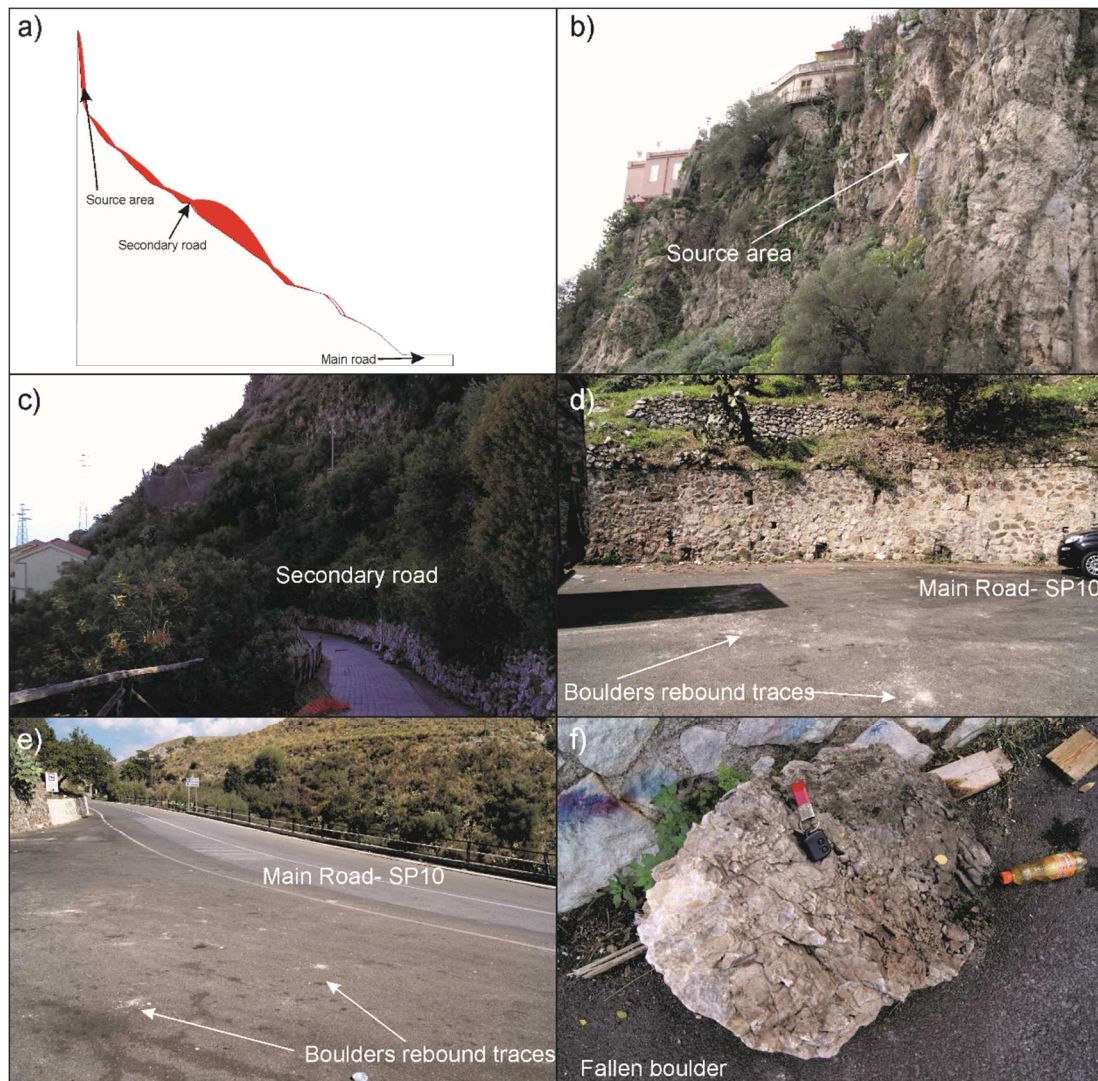 a)
Source area
Secondary road
Main road
b)
Source area
c)
Secondary road
d)
Main Road- SP10
Boulders rebound traces
e)
Main Road- SP10
Boulders rebound traces
f)
Fallen boulder